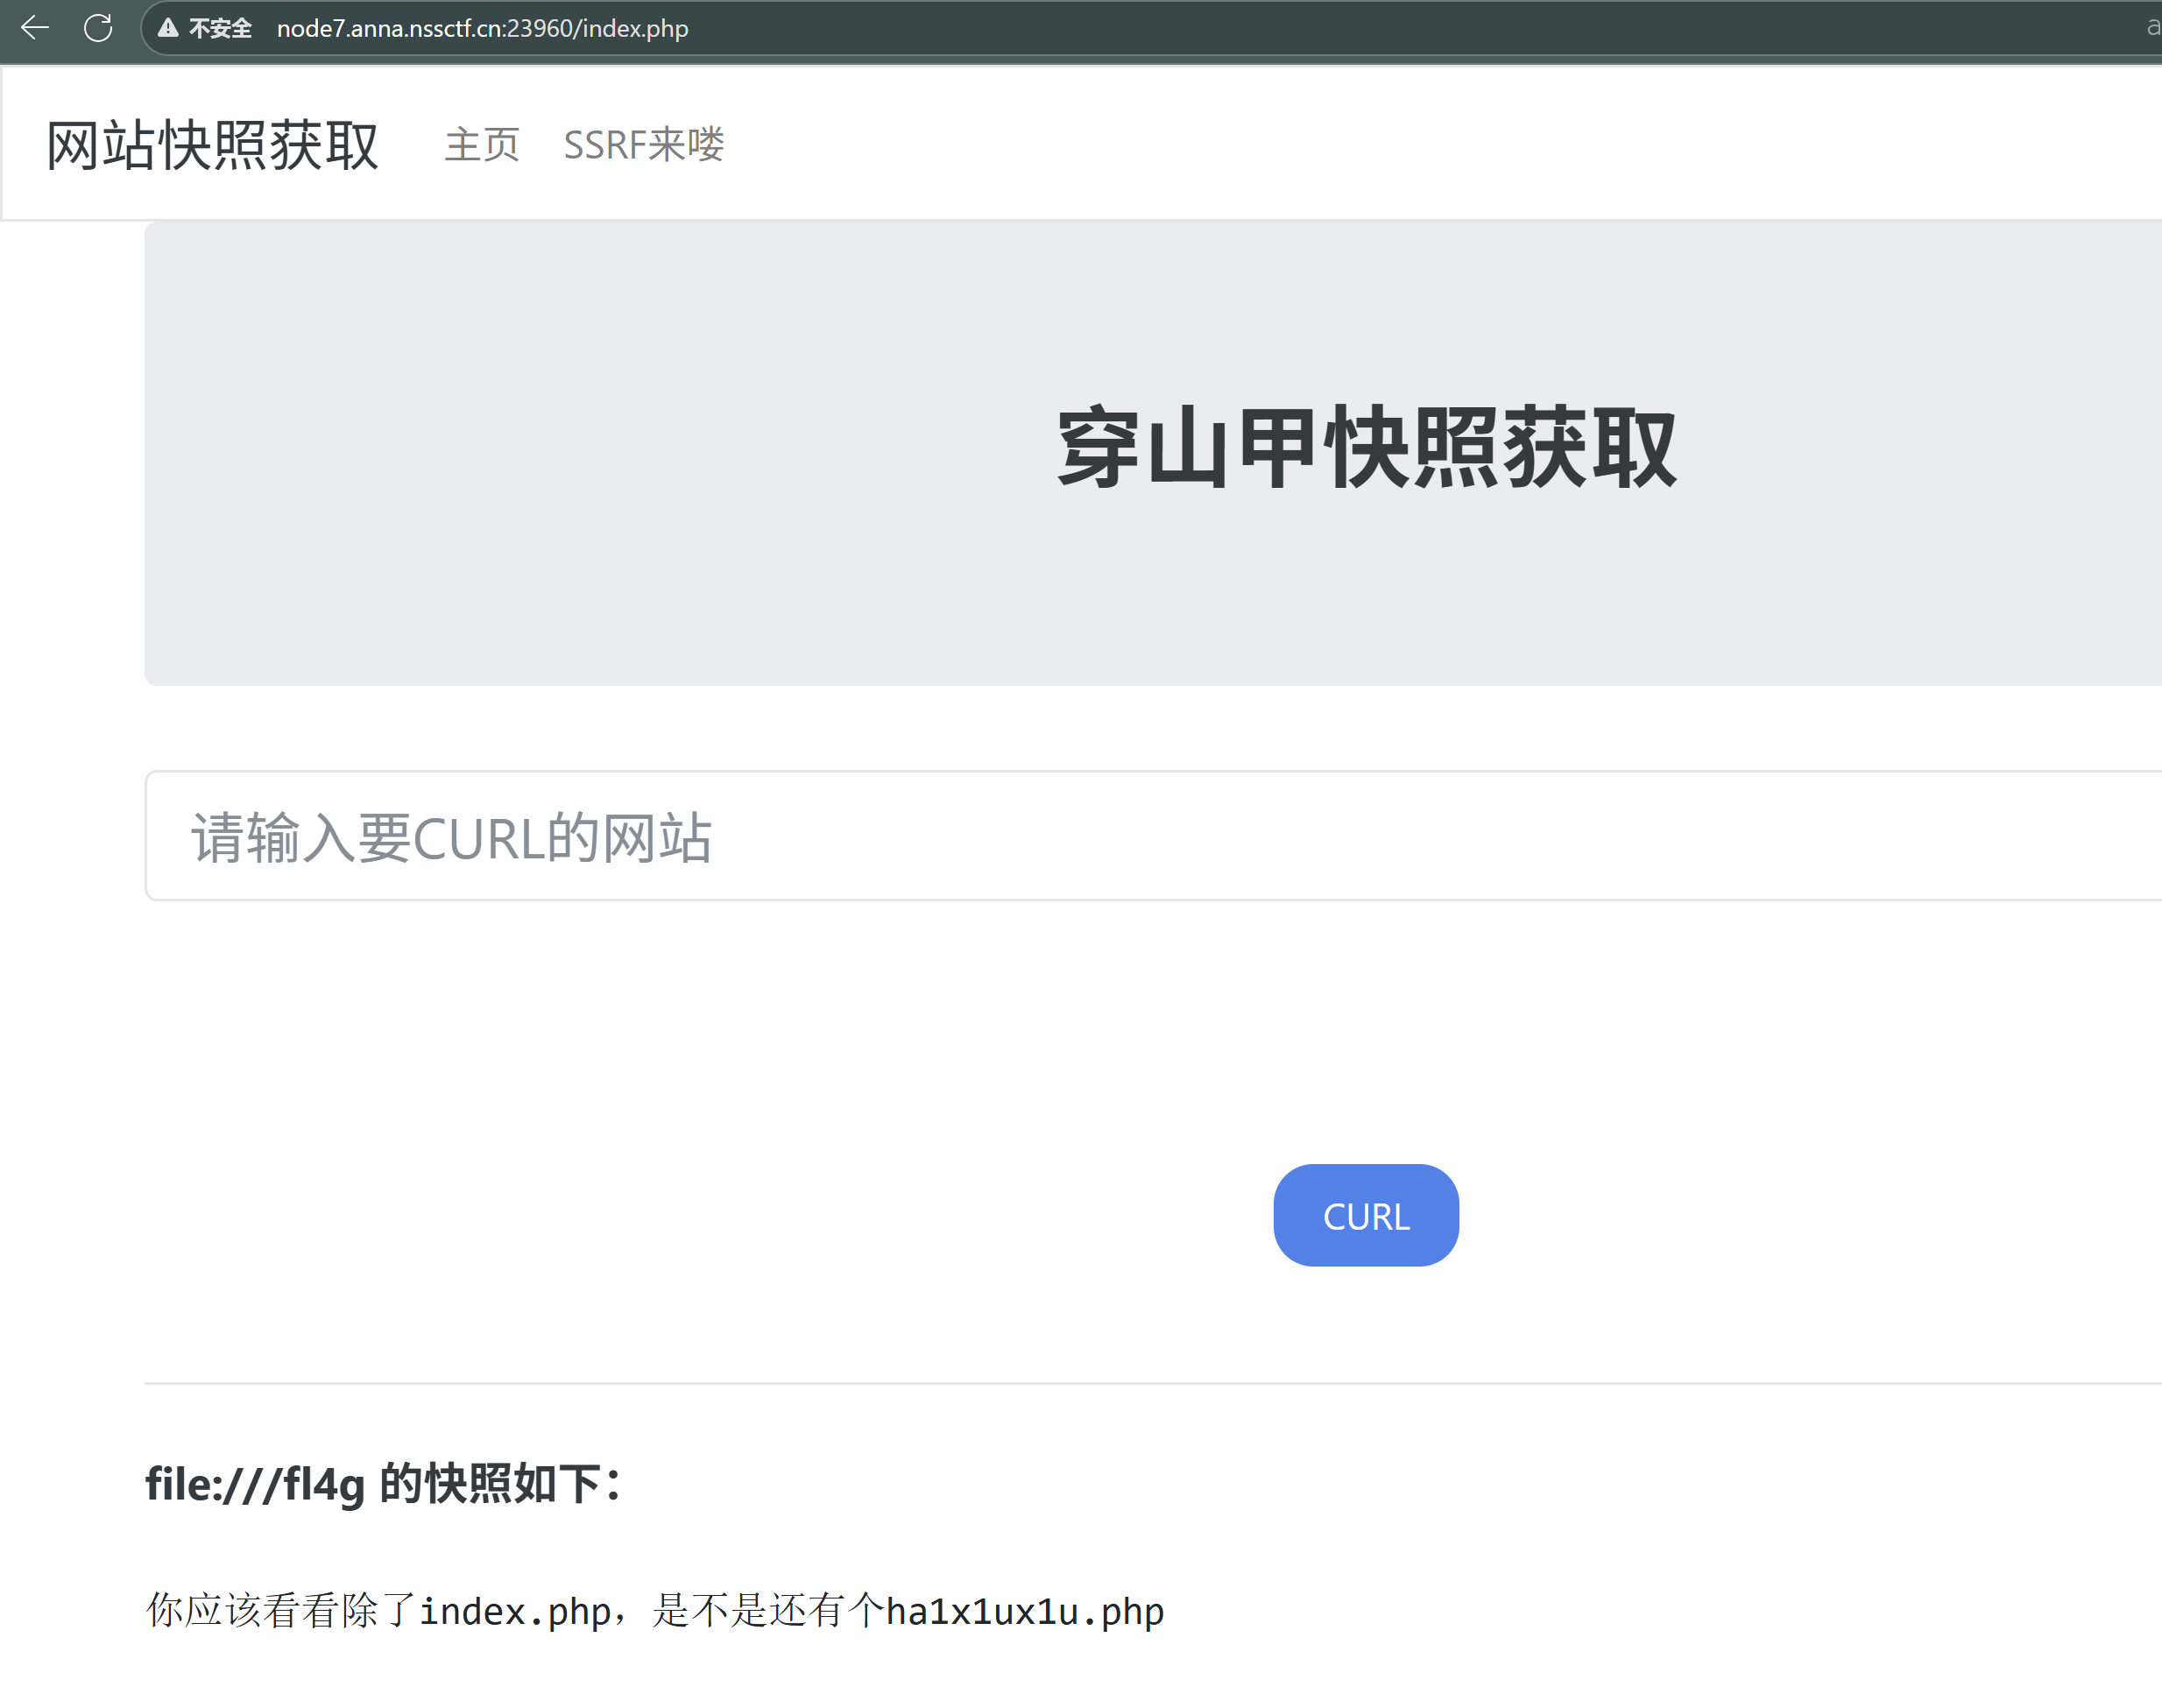 不安全 node7.anna.nssctf.cn:23960/index.php
网站快照获取 主页 SSRF来喽
穿山甲快照获取
请输入要CURL的网站
CURL
file:///fl4g 的快照如下：
你应该看看除了index.php，是不是还有个ha1x1ux1u.php